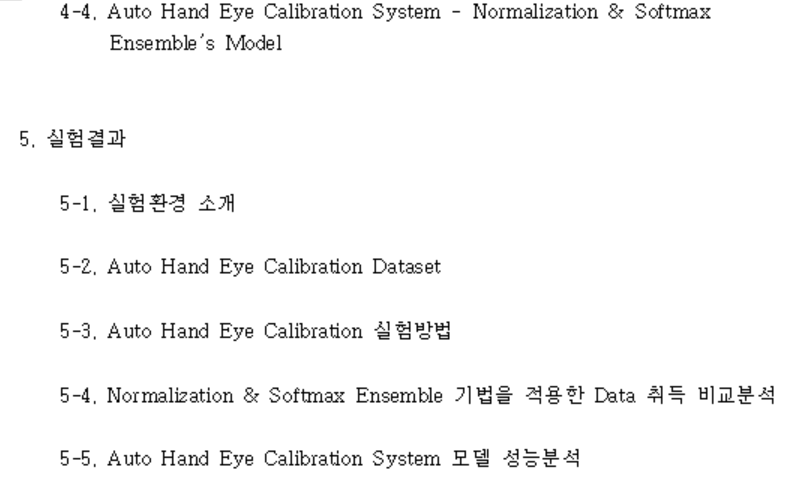 4-4. Auto Hand Eye Calibration System - Normalization & Softmax
Ensemble's Model
5. 실험결과
5-1. 실험환경 소개
5-2. Auto Hand Eye Calibration Dataset
5-3. Auto Hand Eye Calibration 실험방법
5-4. Normalization & Softmax Ensemble 기법을 적용한 Data 취득 비교분석
5-5. Auto Hand Eye Calibration System 모델 성능분석